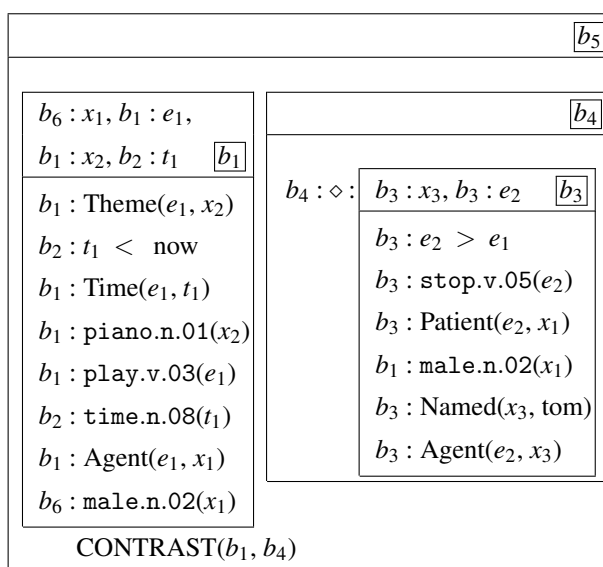 b₅
b₆ : x₁, b₁ : e₁,
b₁ : x₂, b₂ : t₁ b₁
b₁ : Theme(e₁, x₂)
b₂ : t₁ < now
b₁ : Time(e₁, t₁)
b₁ : piano.n.01(x₂)
b₁ : play.v.03(e₁)
b₂ : time.n.08(t₁)
b₁ : Agent(e₁, x₁)
b₆ : male.n.02(x₁)
b₄
b₄ : ⋄ : b₃ : x₃, b₃ : e₂ b₃
b₃ : e₂ > e₁
b₃ : stop.v.05(e₂)
b₃ : Patient(e₂, x₁)
b₁ : male.n.02(x₁)
b₃ : Named(x₃, tom)
b₃ : Agent(e₂, x₃)
CONTRAST(b₁, b₄)